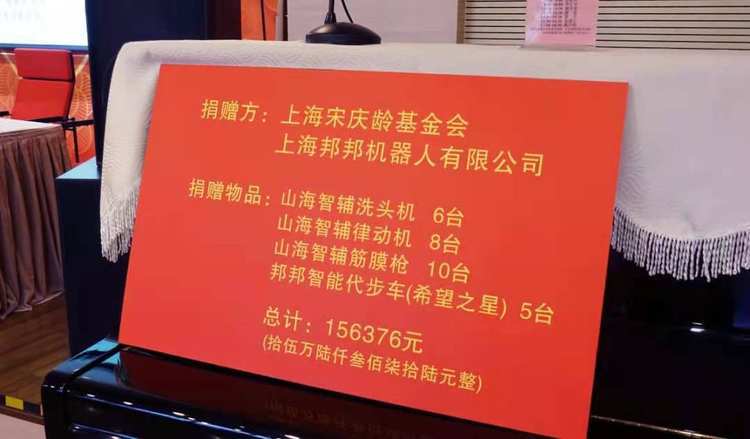 捐赠方：上海宋庆龄基金会
上海邦邦机器人有限公司
捐赠物品：山海智辅洗头机 6台
山海智辅律动机 8台
山海智辅筋膜枪 10台
邦邦智能代步车(希望之星) 5台
总计：156376元
(拾伍万陆仟叁佰柒拾陆元整)